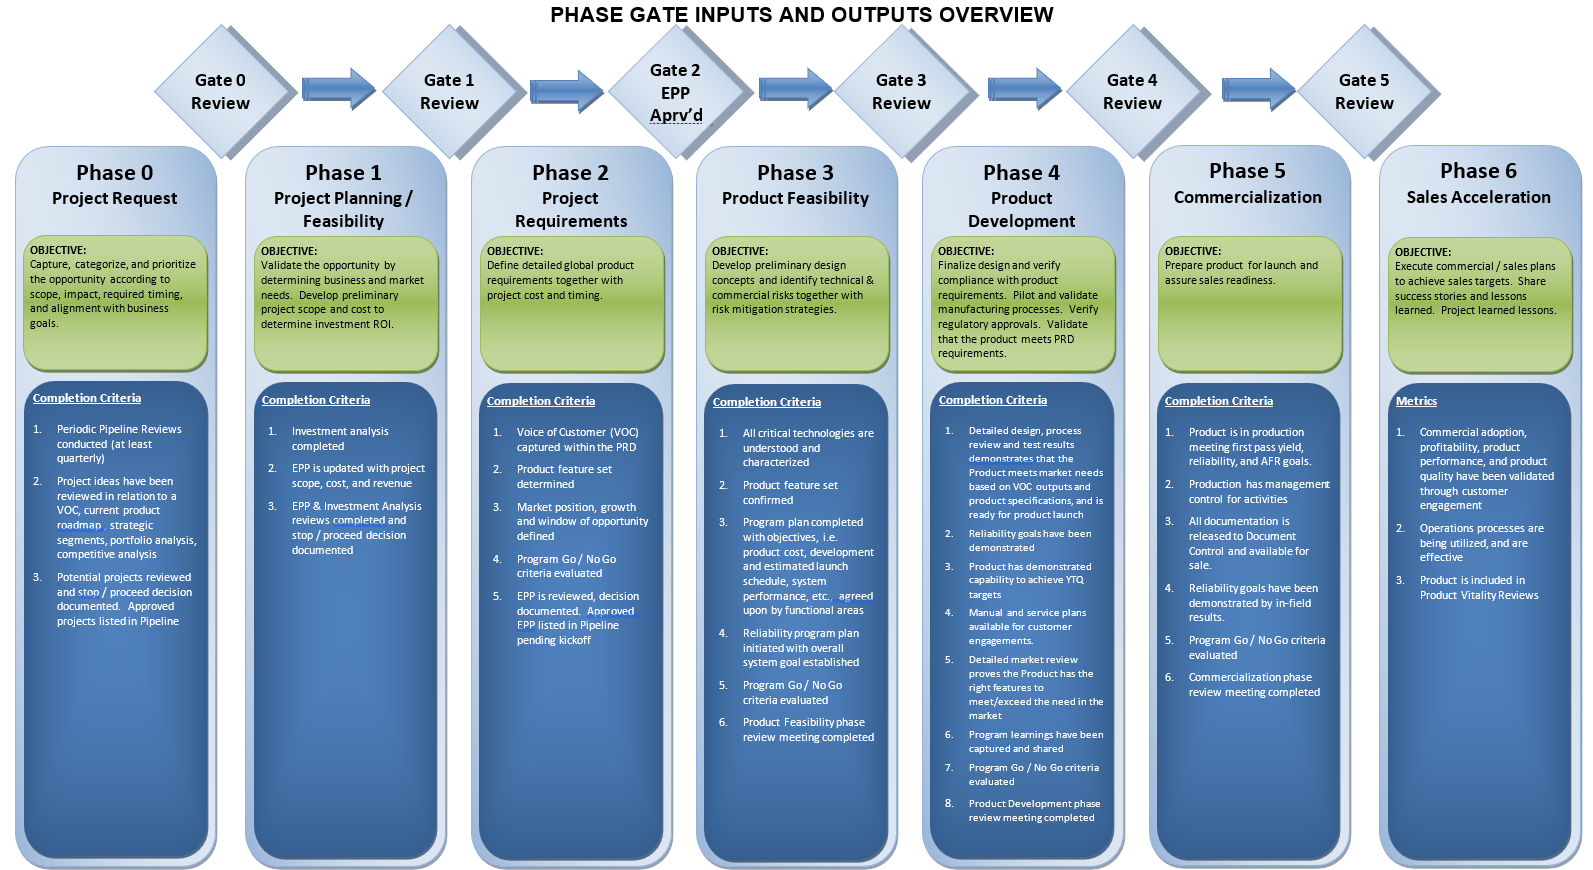 PHASE GATE INPUTS AND OUTPUTS OVERVIEW
Gate 0
Review
Gate 1
Review
Gate 2
EPP
Aprv’d
Gate 3
Review
Gate 4
Review
Gate 5
Review
Phase 0
Project Request
OBJECTIVE:
Capture, categorize, and prioritize
the opportunity according to
scope, impact, required timing,
and alignment with business
goals.
Completion Criteria
1. Periodic Pipeline Reviews
conducted (at least
quarterly)
2. Project ideas have been
reviewed in relation to a
VOC, current product
roadmap , strategic
segments, portfolio analysis,
competitive analysis
3. Potential projects reviewed
and stop / proceed decision
documented. Approved
projects listed in Pipeline
Phase 1
Project Planning /
Feasibility
OBJECTIVE:
Validate the opportunity by
determining business and market
needs. Develop preliminary
project scope and cost to
determine investment ROI.
Completion Criteria
1. Investment analysis
completed
2. EPP is updated with project
scope, cost, and revenue
3. EPP & Investment Analysis
reviews completed and
stop / proceed decision
documented
Phase 2
Project
Requirements
OBJECTIVE:
Define detailed global product
requirements together with
project cost and timing.
Completion Criteria
1. Voice of Customer (VOC)
captured within the PRD
2. Product feature set
determined
3. Market position, growth
and window of opportunity
defined
4. Program Go / No Go
criteria evaluated
5. EPP is reviewed, decision
documented. Approved
EPP listed in Pipeline
pending kickoff
Phase 3
Product Feasibility
OBJECTIVE:
Develop preliminary design
concepts and identify technical &
commercial risks together with
risk mitigation strategies.
Completion Criteria
1. All critical technologies are
understood and
characterized
2. Product feature set
confirmed
3. Program plan completed
with objectives, i.e.
product cost, development
and estimated launch
schedule, system
performance, etc., agreed
upon by functional areas
4. Reliability program plan
initiated with overall
system goal established
5. Program Go / No Go
criteria evaluated
6. Product Feasibility phase
review meeting completed
Phase 4
Product
Development
OBJECTIVE:
Finalize design and verify
compliance with product
requirements. Pilot and validate
manufacturing processes. Verify
regulatory approvals. Validate
that the product meets PRD
requirements.
Completion Criteria
1. Detailed design, process
review and test results
demonstrates that the
Product meets market needs
based on VOC outputs and
product specifications, and is
ready for product launch
2. Reliability goals have been
demonstrated
3. Product has demonstrated
capability to achieve YTQ
targets
4. Manual and service plans
available for customer
engagements.
5. Detailed market review
proves the Product has the
right features to
meet/exceed the need in the
market
6. Program learnings have been
captured and shared
7. Program Go / No Go criteria
evaluated
8. Product Development phase
review meeting completed
Phase 5
Commercialization
OBJECTIVE:
Prepare product for launch and
assure sales readiness.
Completion Criteria
1. Product is in production
meeting first pass yield,
reliability, and AFR goals.
2. Production has management
control for activities
3. All documentation is
released to Document
Control and available for
sale.
4. Reliability goals have been
demonstrated by in-field
results.
5. Program Go / No Go criteria
evaluated
6. Commercialization phase
review meeting completed
Phase 6
Sales Acceleration
OBJECTIVE:
Execute commercial / sales plans
to achieve sales targets. Share
success stories and lessons
learned. Project learned lessons.
Metrics
1. Commercial adoption,
profitability, product
performance, and product
quality have been validated
through customer
engagement
2. Operations processes are
being utilized, and are
effective
3. Product is included in
Product Vitality Reviews